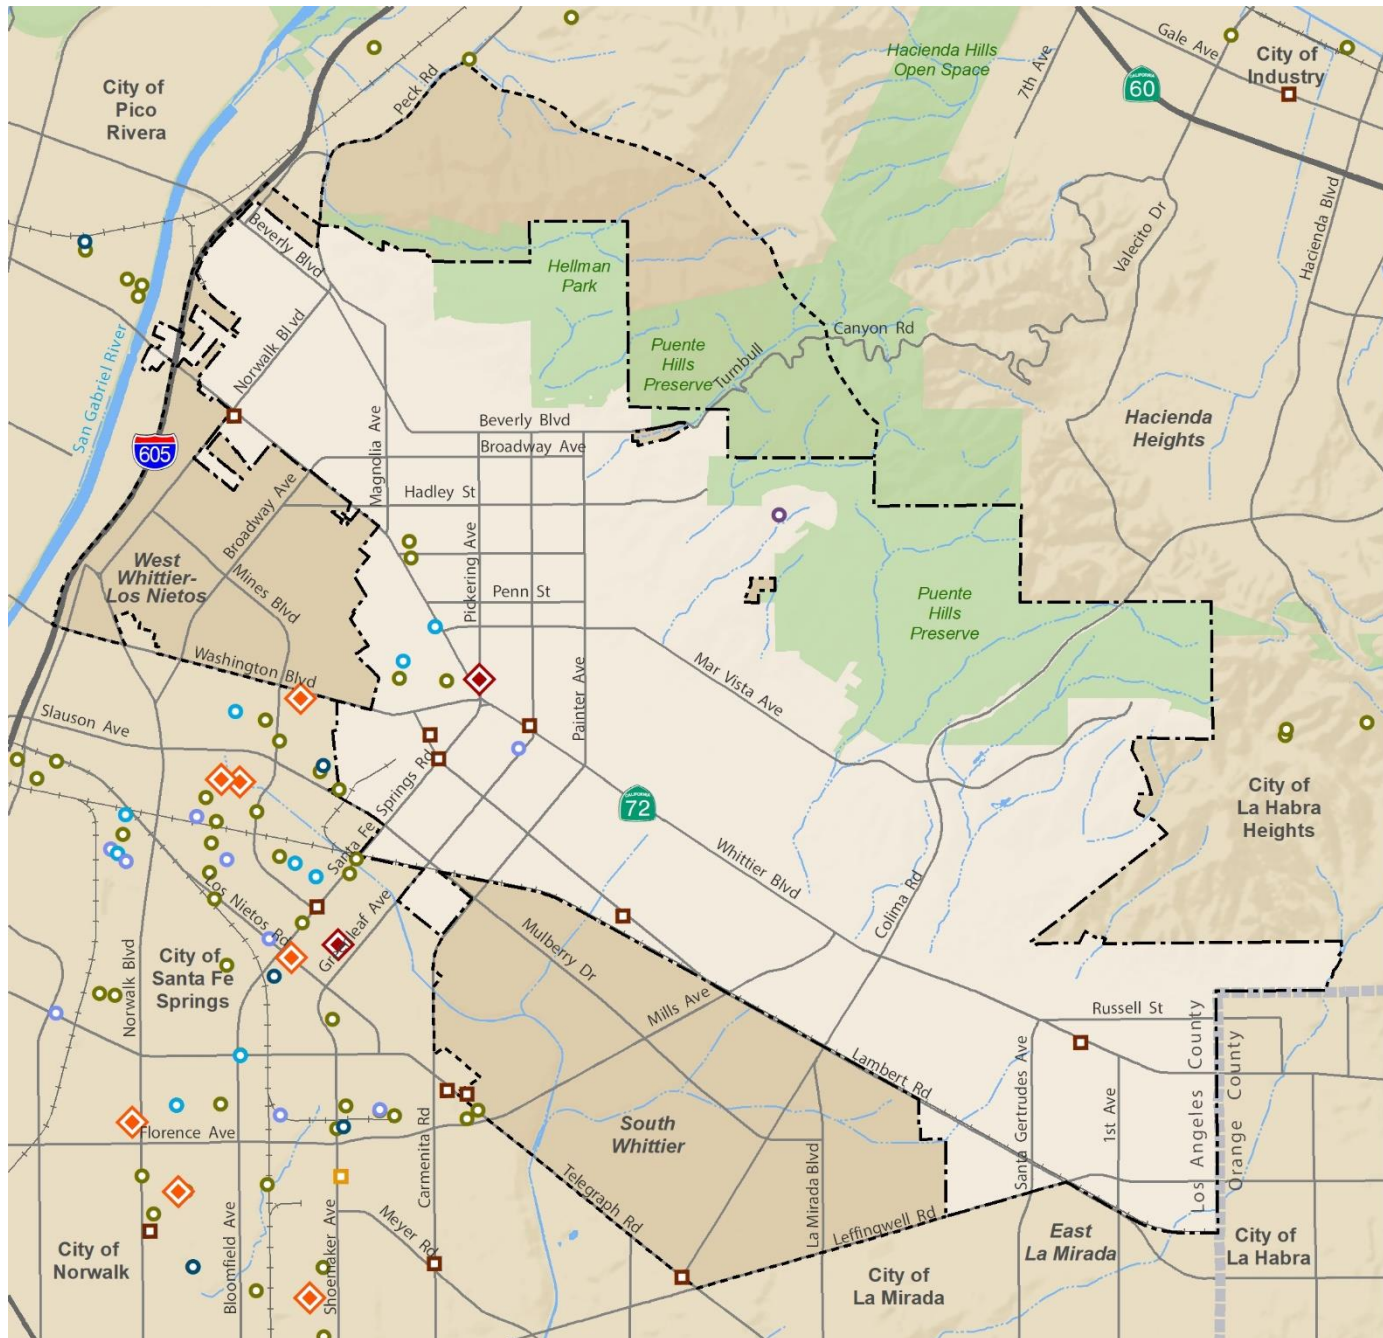 Hacienda Hills
Open Space
7th Ave
Gale Ave
City of
Industry
CALIFORNIA
60
City of
Pico
Rivera
Peck Rd
Hacienda Blvd
Valecito Dr
Beverly Blvd
Hellman
Park
Norwalk Blvd
San Gabriel River
Canyon Rd
Turnbull
Puente
Hills
Preserve
Hacienda
Heights
605
Magnolia Ave
Beverly Blvd
Broadway Ave
Hadley St
Broadway Ave
Pickering Ave
West
Whittier-
Los Nietos
Mines Blvd
Penn St
Puente
Hills
Preserve
Washington Blvd
Mar Vista Ave
Painter Ave
Slauson Ave
Santa Fe Springs Rd
CALIFORNIA
72
City of
La Habra
Heights
Whittier Blvd
Colima Rd
Los Nietos Rd
Greenleaf Ave
Mulberry Dr
City of
Santa Fe
Springs
Norwalk Blvd
Mills Ave
Russell St
Lambert Rd
Santa Gertrudes Ave
1st Ave
Los Angeles County
Orange County
South
Whittier
Florence Ave
Carmenita Rd
Telegraph Rd
La Mirada Blvd
Leffingwell Rd
Meyer Rd
Bloomfield Ave
Shoemaker Ave
City of
Norwalk
East
La Mirada
City of
La Habra
City of
La Mirada